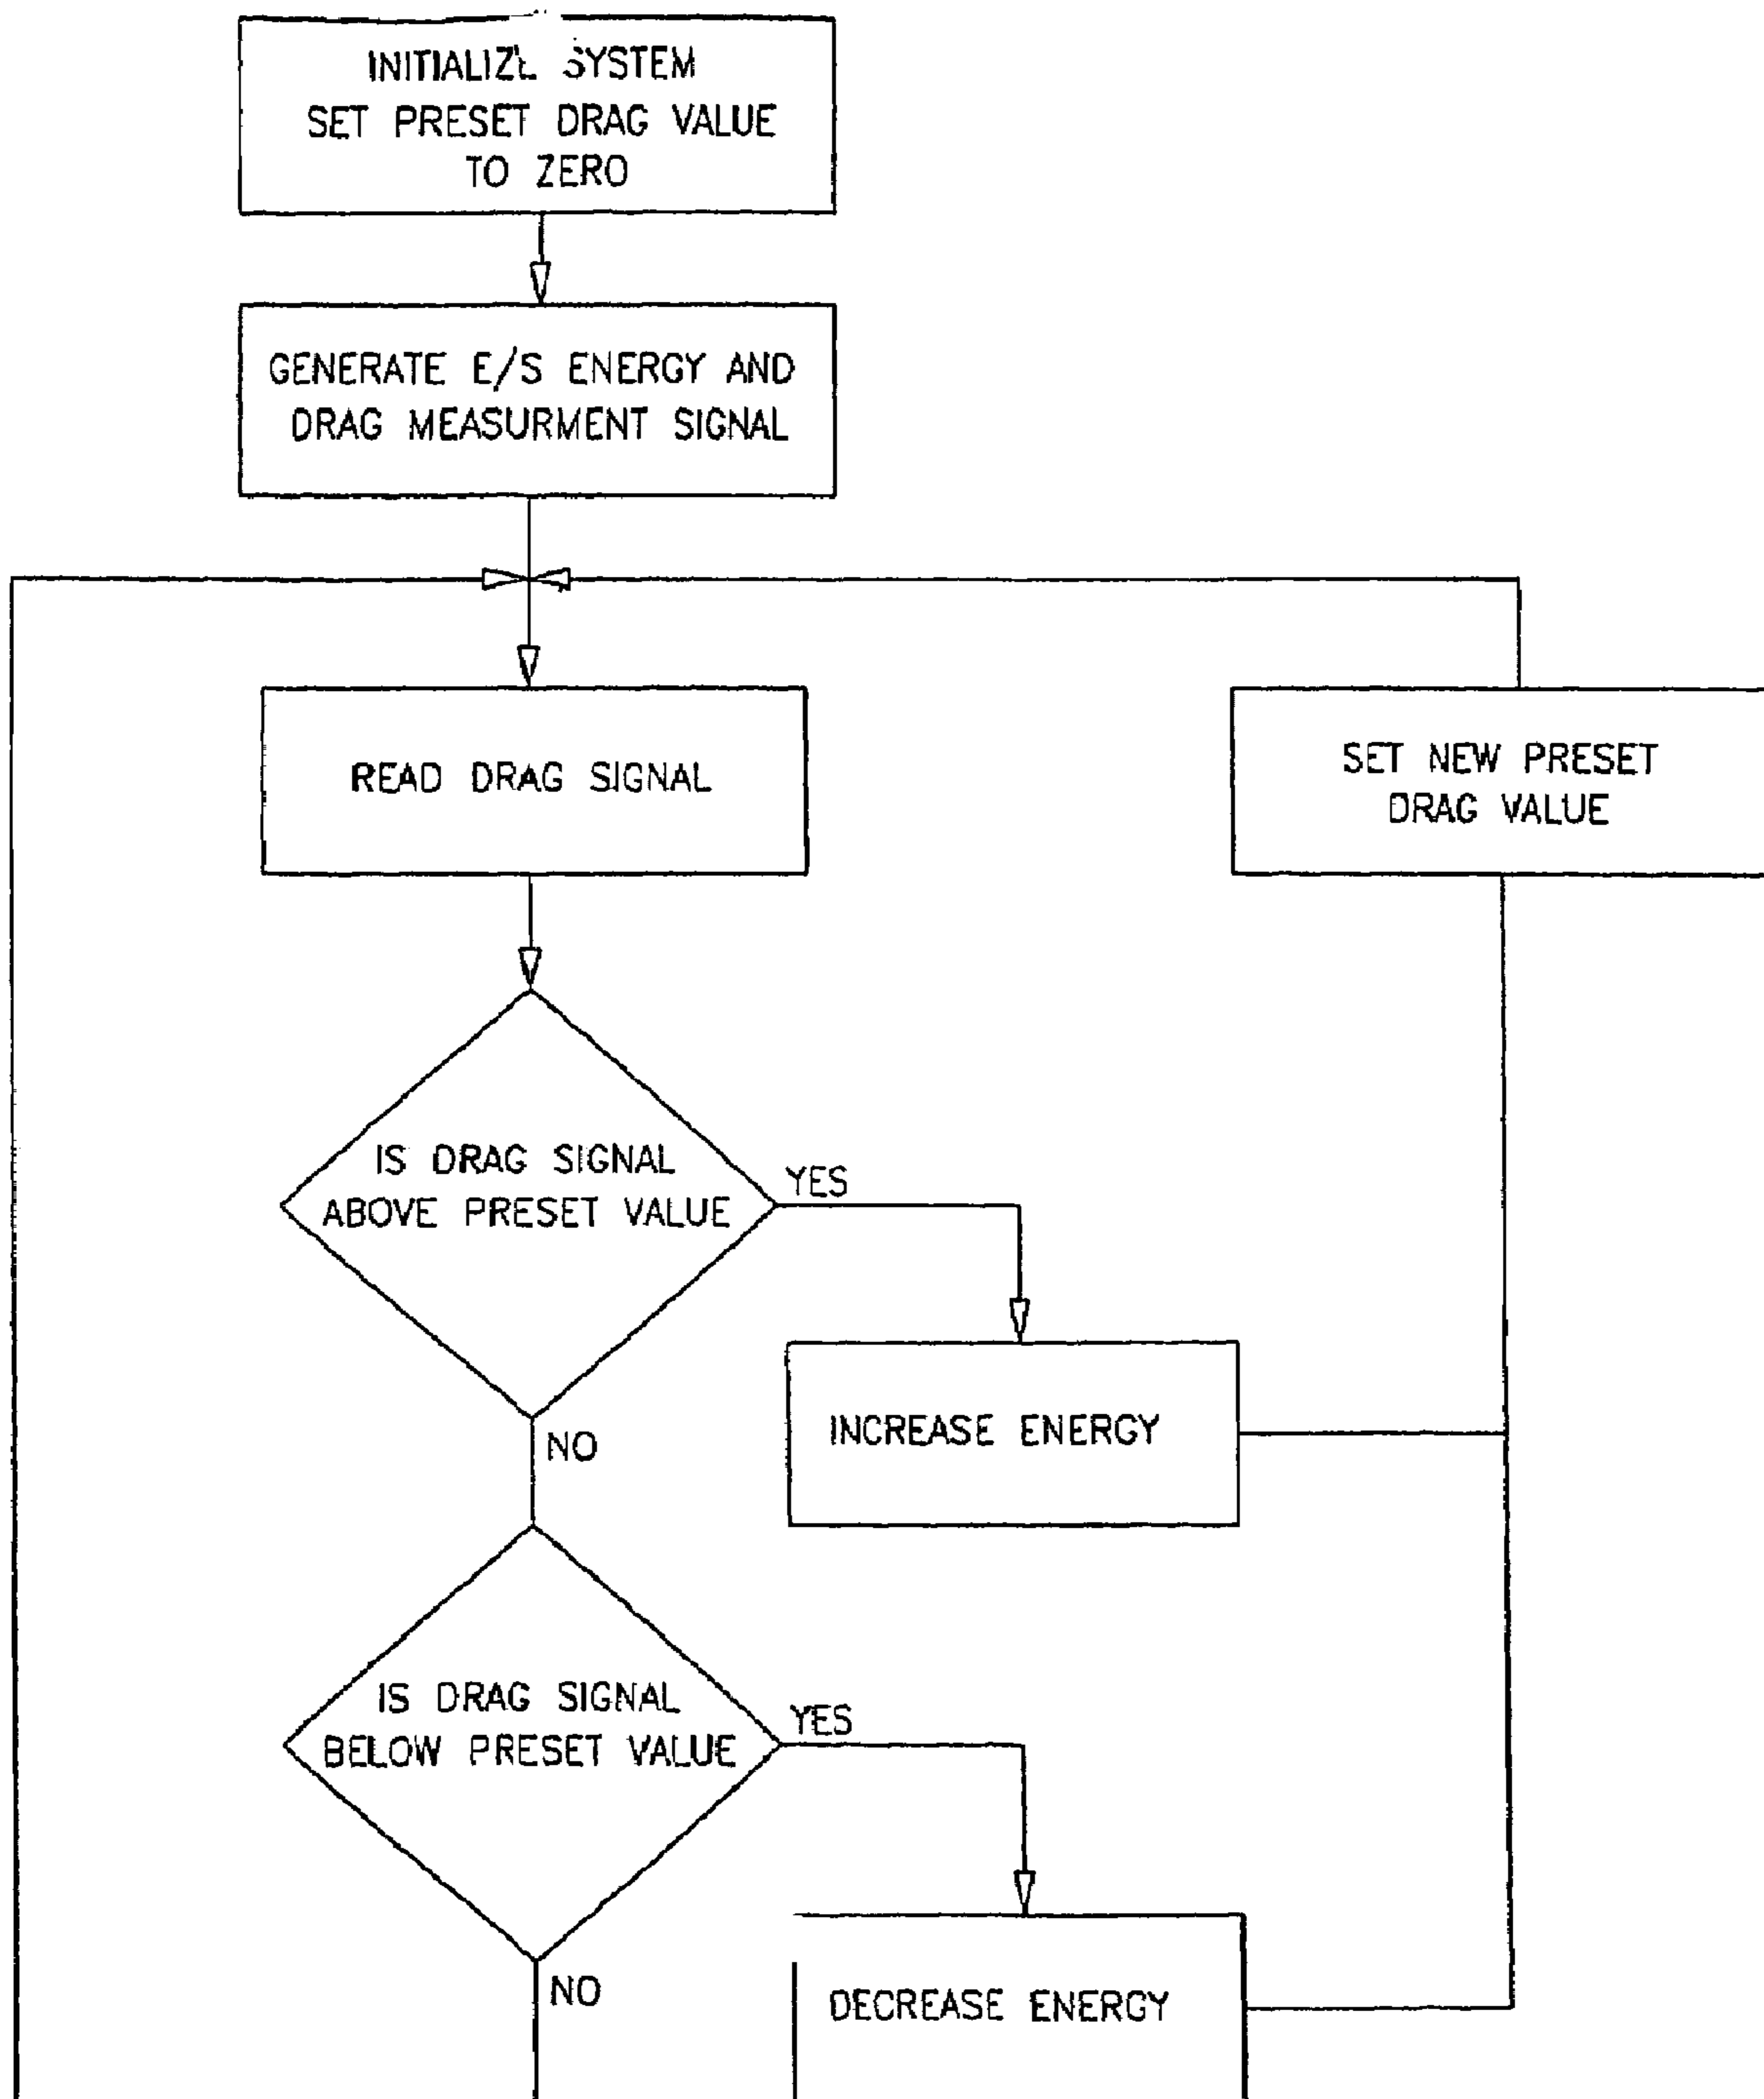 INITIALIZE SYSTEM
SET PRESET DRAG VALUE
TO ZERO
GENERATE E/S ENERGY AND
DRAG MEASURMENT SIGNAL
READ DRAG SIGNAL
SET NEW PRESET
DRAG VALUE
IS DRAG SIGNAL
ABOVE PRESET VALUE
YES
INCREASE ENERGY
NO
IS DRAG SIGNAL
BELOW PRESET VALUE
YES
DECREASE ENERGY
NO